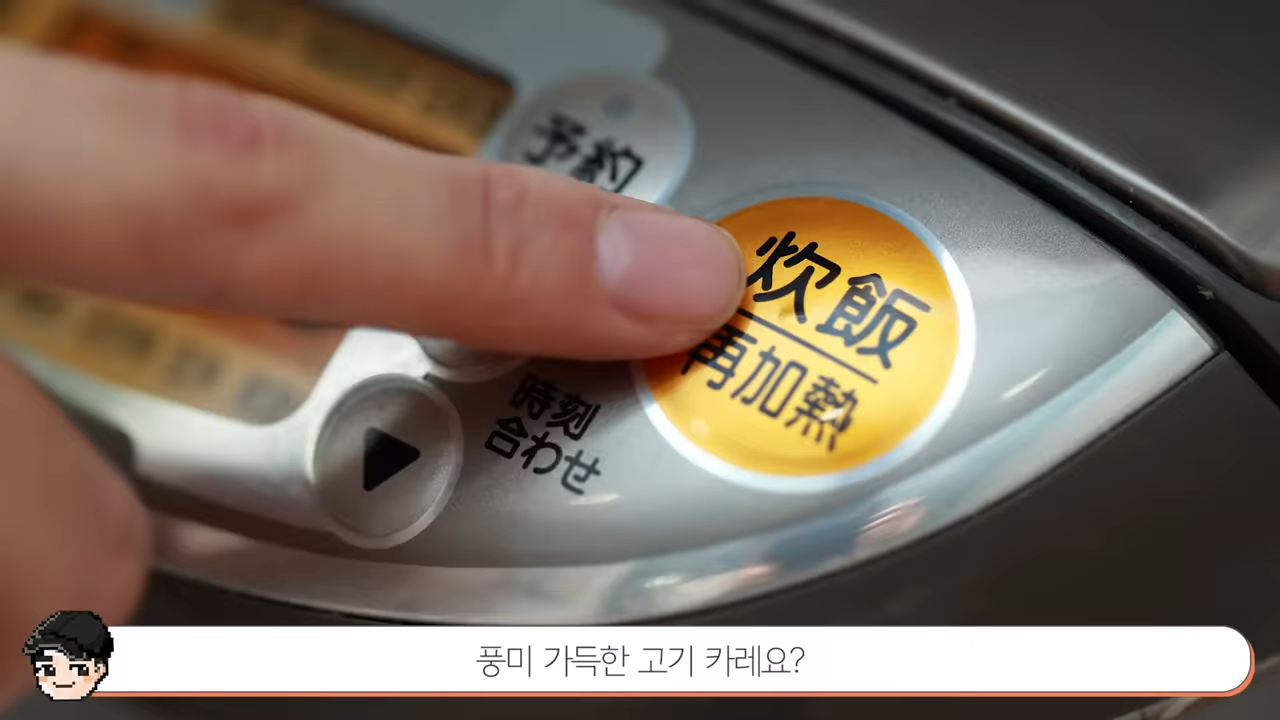 予約
炊飯
再加熱
時刻
合わせ
풍미 가득한 고기 카레요?